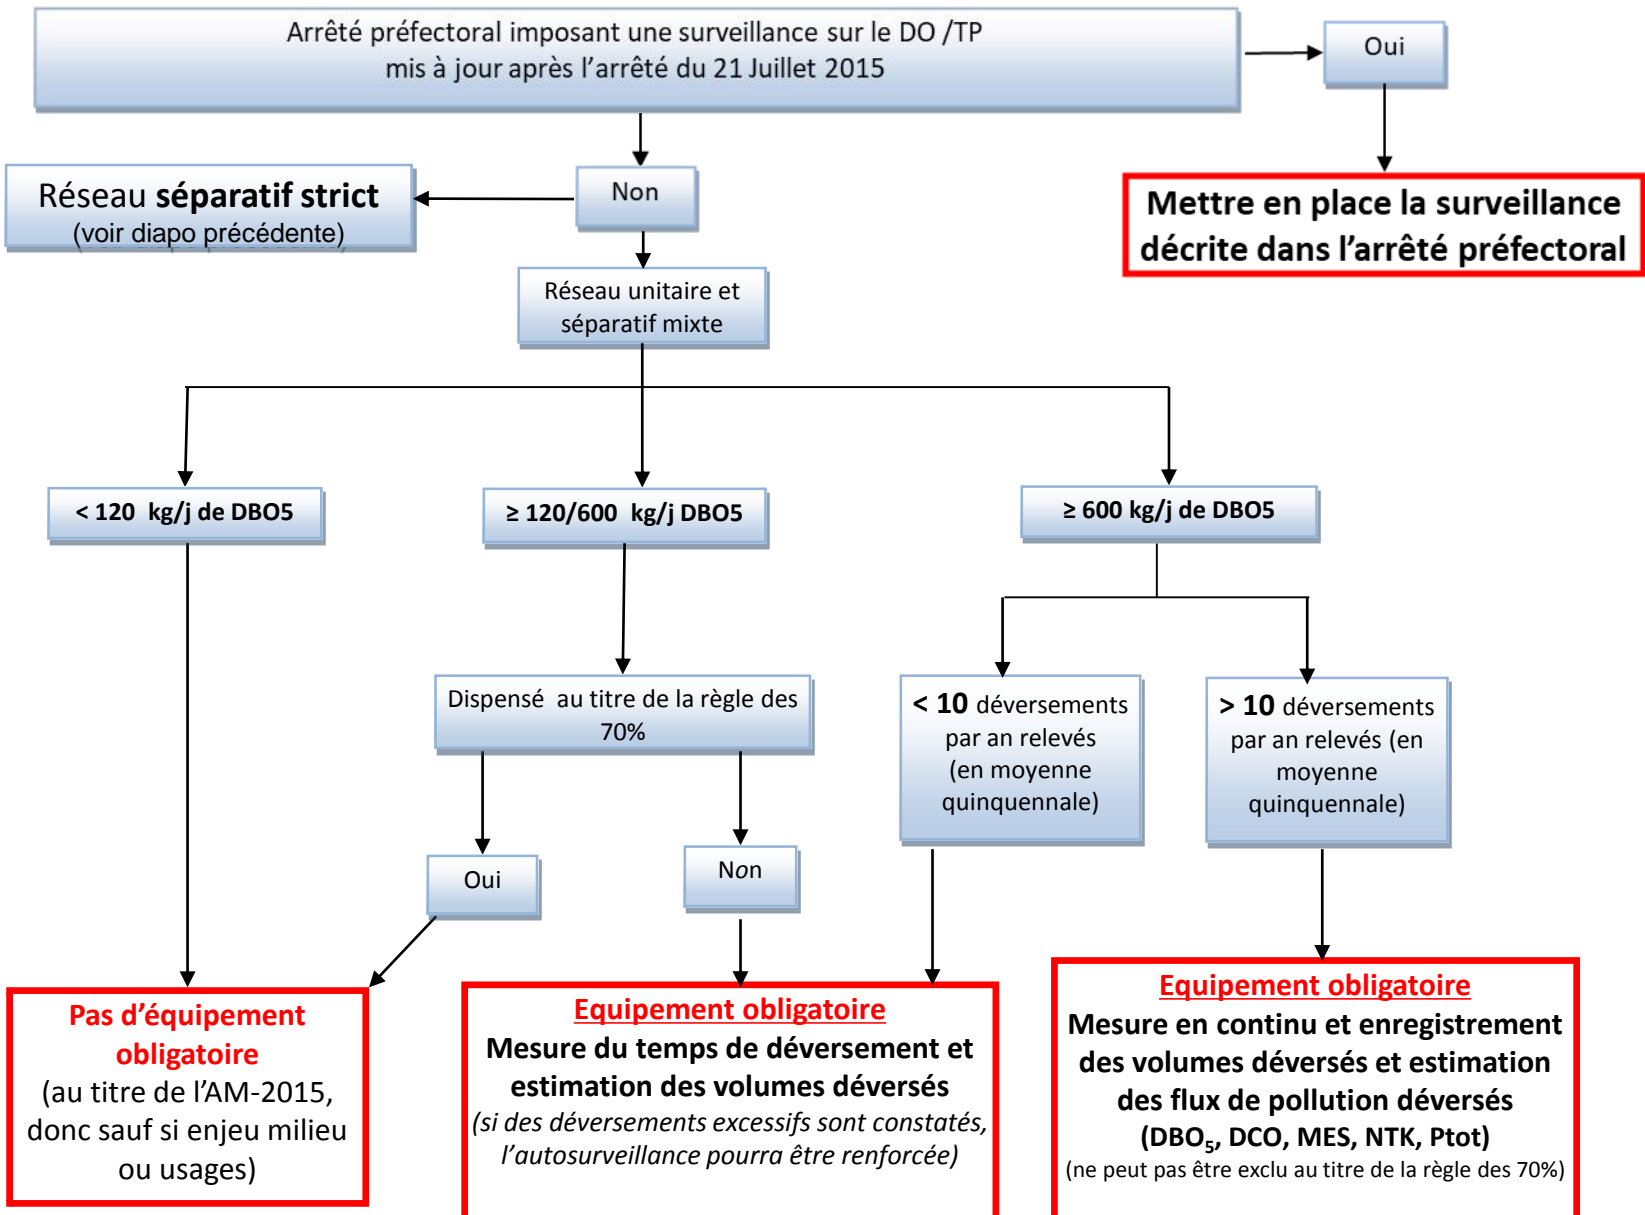 Arrêté préfectoral imposant une surveillance sur le DO /TP
mis à jour après l'arrêté du 21 Juillet 2015
Oui
Non
Réseau séparatif strict
(voir diapo précédente)
Mettre en place la surveillance
décrite dans l'arrêté préfectoral
Réseau unitaire et
séparatif mixte
< 120 kg/j de DBO5
≥ 120/600 kg/j DBO5
≥ 600 kg/j de DBO5
Dispensé au titre de la règle des
70%
< 10 déversements
par an relevés
(en moyenne
quinquennale)
> 10 déversements
par an relevés (en
moyenne
quinquennale)
Oui
Non
Pas d'équipement
obligatoire
(au titre de l'AM-2015,
donc sauf si enjeu milieu
ou usages)
Equipement obligatoire
Mesure du temps de déversement et
estimation des volumes déversés
(si des déversements excessifs sont constatés,
l'autosurveillance pourra être renforcée)
Equipement obligatoire
Mesure en continu et enregistrement
des volumes déversés et estimation
des flux de pollution déversés
(DBO₅, DCO, MES, NTK, Ptot)
(ne peut pas être exclu au titre de la règle des 70%)